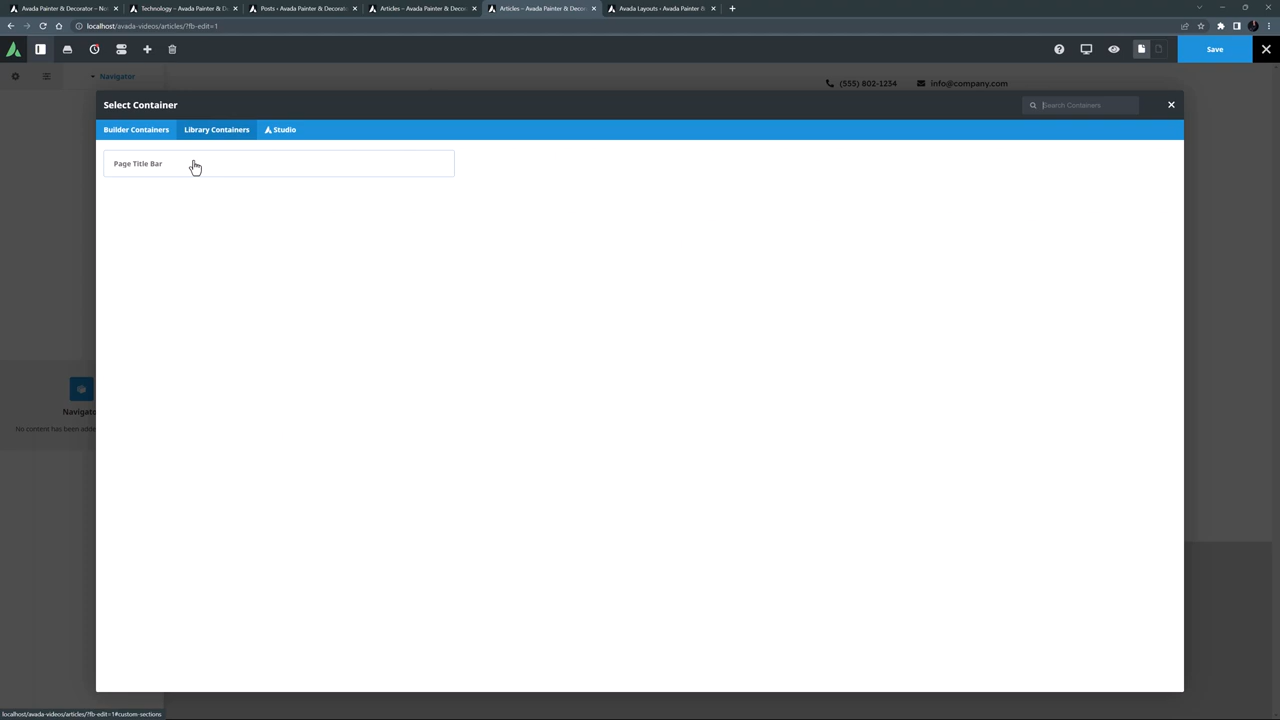 Avada Painter & Decorator – No
Technology – Avada Painter & D
Posts ‹ Avada Painter & Decorat
Articles – Avada Painter & Deco
Articles – Avada Painter & Decor
Avada Layouts ‹ Avada Painter &
localhost/avada-videos/articles/?fb-edit=1
Save
Navigator
(555) 802-1234
info@company.com
Select Container
Search Containers
Builder Containers
Library Containers
Studio
Page Title Bar
Navigato
No content has been adde
localhost/avada-videos/articles/?fb-edit=1#custom-sections